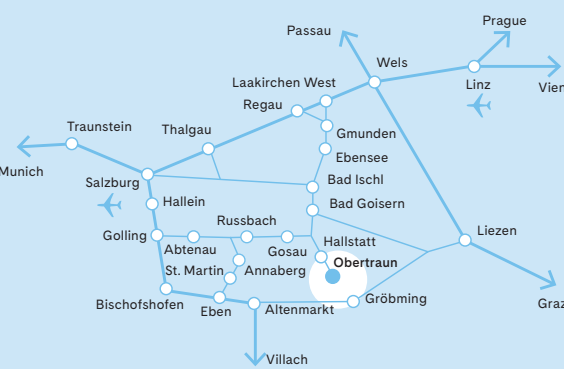 Prague
Passau
Wels
Laakirchen West
Linz
Vien
Regau
Traunstein
Thalgau
Gmunden
Ebensee
Munich
Salzburg
Bad Ischl
Hallein
Bad Goisern
Russbach
Liezen
Golling
Abtenau
Gosau
Hallstatt
Obertraun
St. Martin
Annaberg
Bischofshofen
Eben
Altenmarkt
Gröbming
Graz
Villach